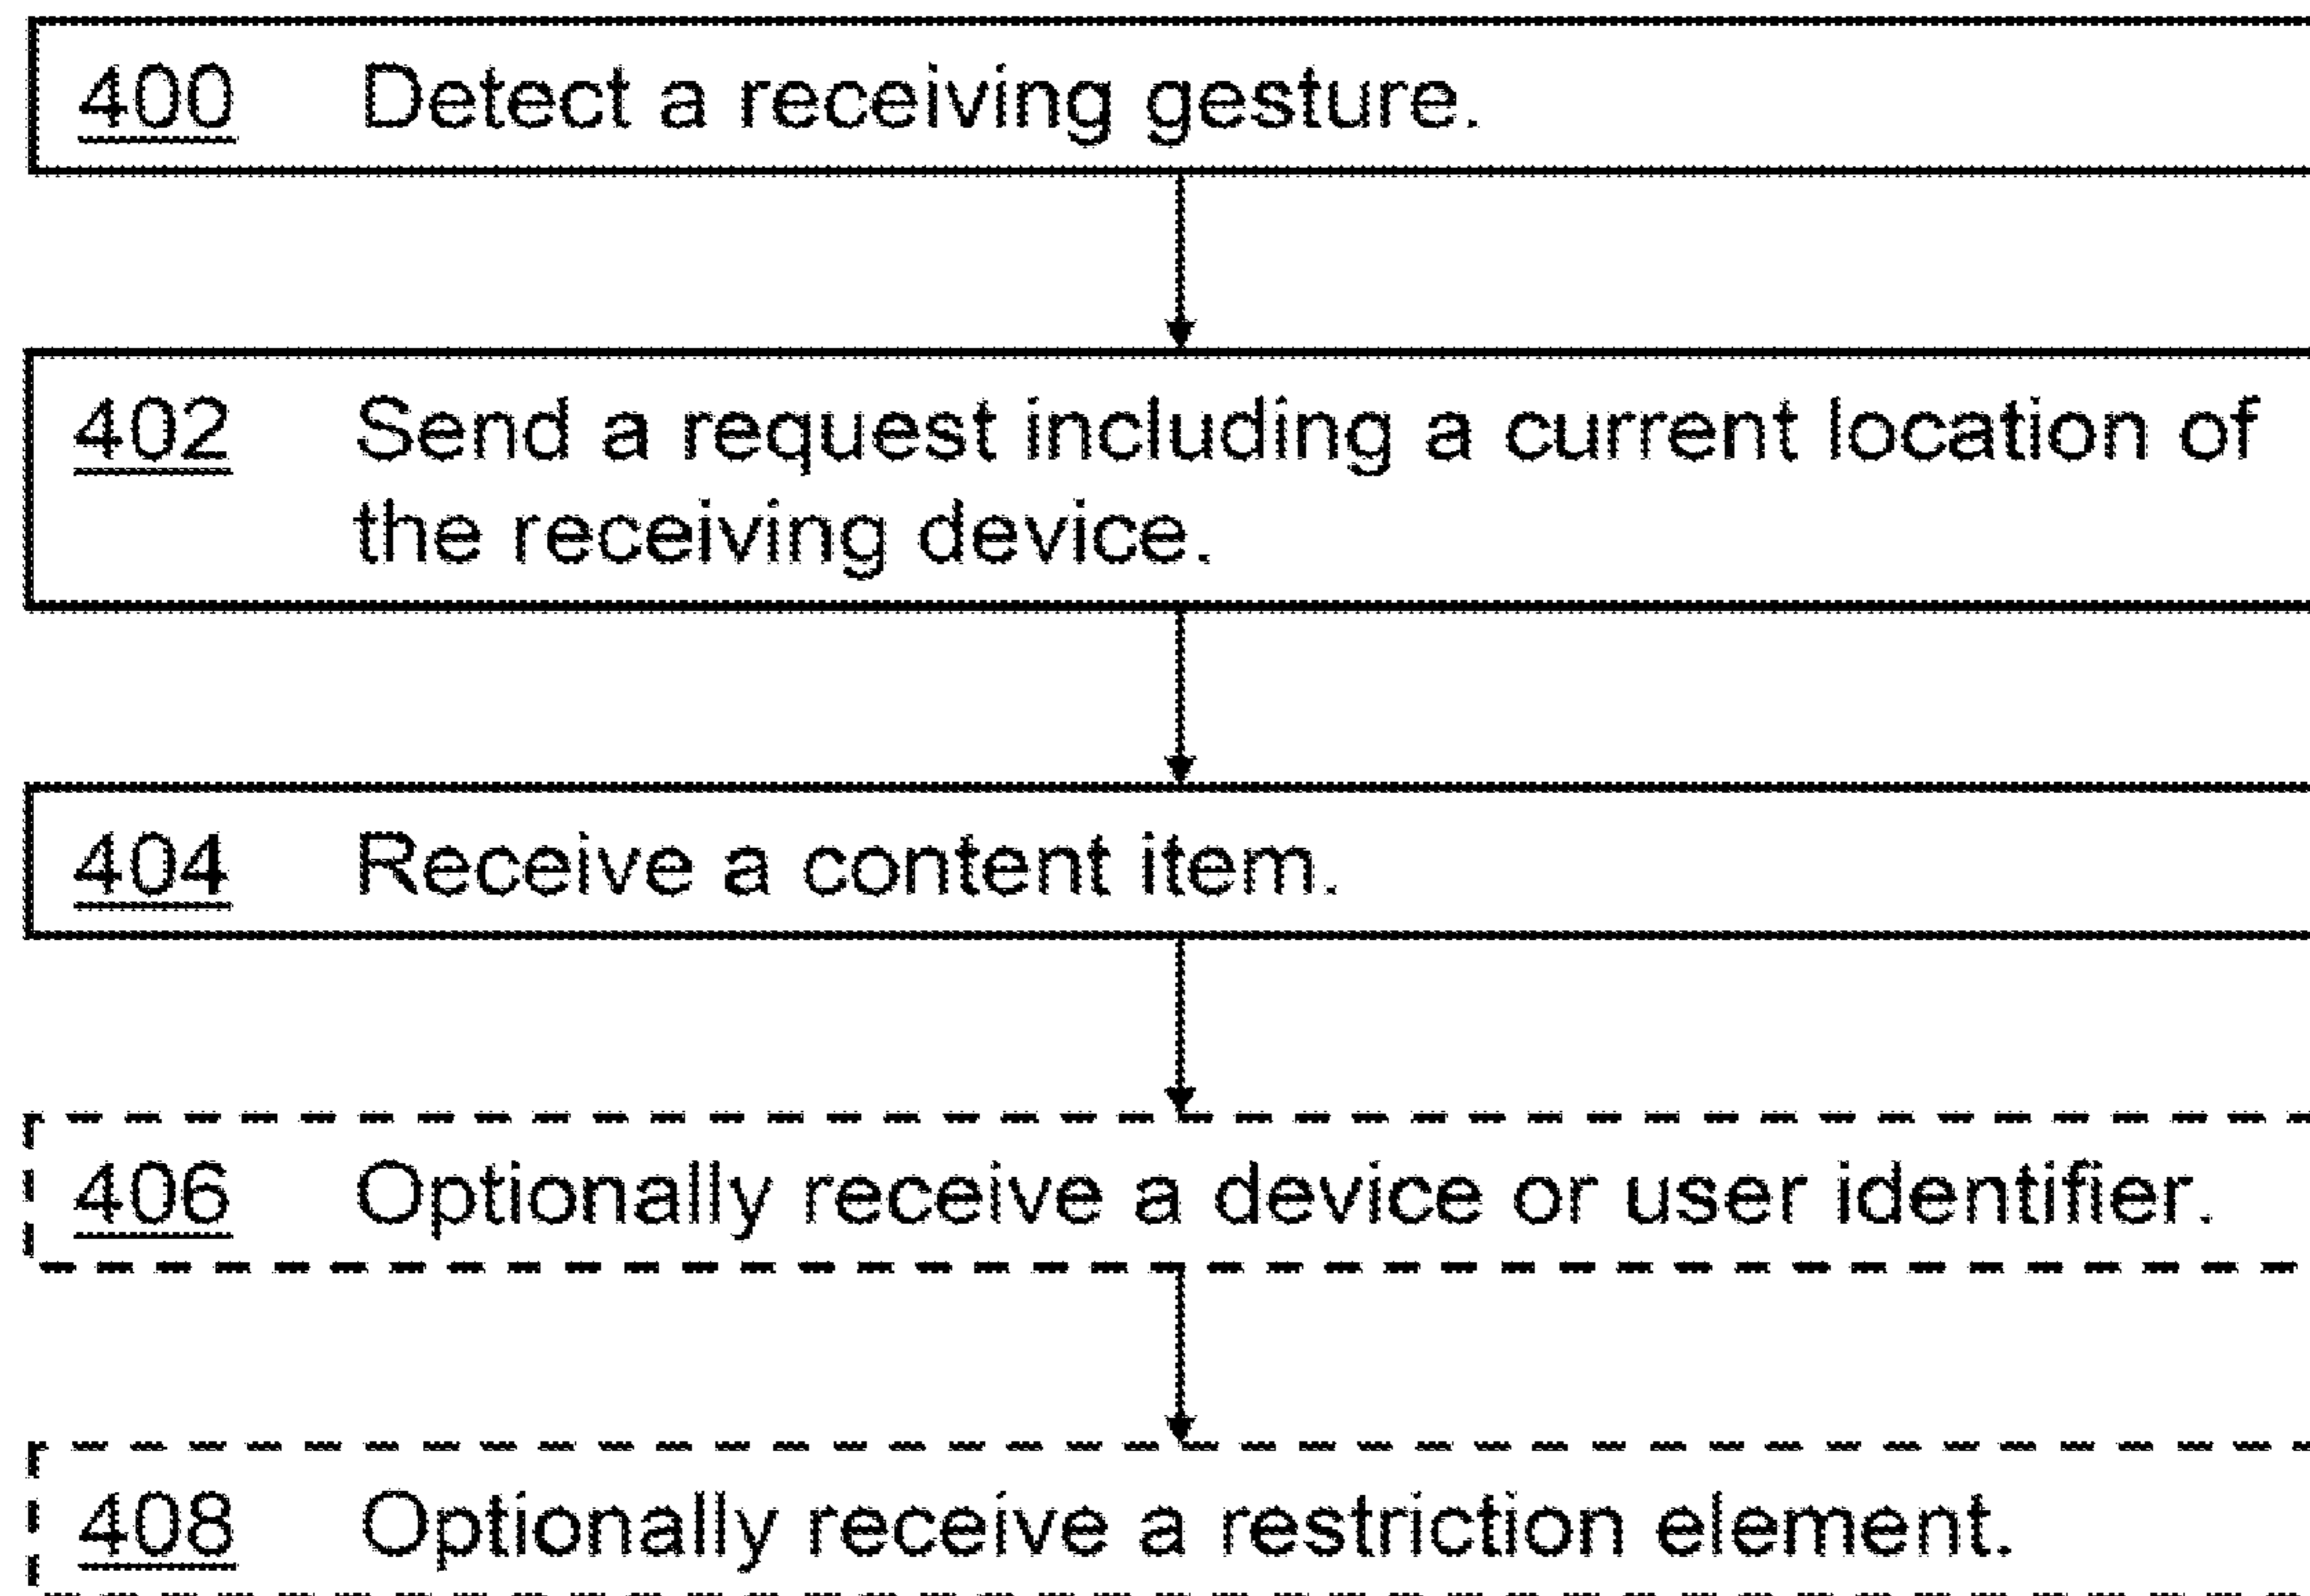 400 Detect a receiving gesture.
402 Send a request including a current location of
the receiving device.
404 Receive a content item.
406 Optionally receive a device or user identifier.
408 Optionally receive a restriction element.